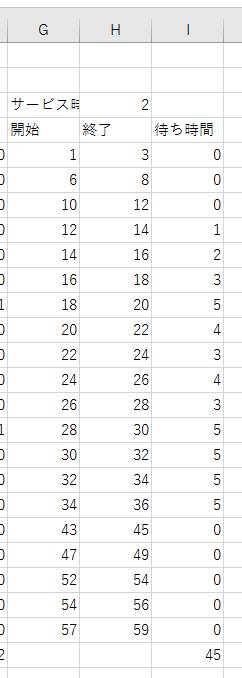 G H I
サービス時 2
開始 終了 待ち時間
0 1 3 0
0 6 8 0
0 10 12 0
0 12 14 1
0 14 16 2
0 16 18 3
1 18 20 5
0 20 22 4
0 22 24 3
0 24 26 4
0 26 28 3
1 28 30 5
0 30 32 5
0 32 34 5
0 34 36 5
0 43 45 0
0 47 49 0
0 52 54 0
0 54 56 0
0 57 59 0
2 45